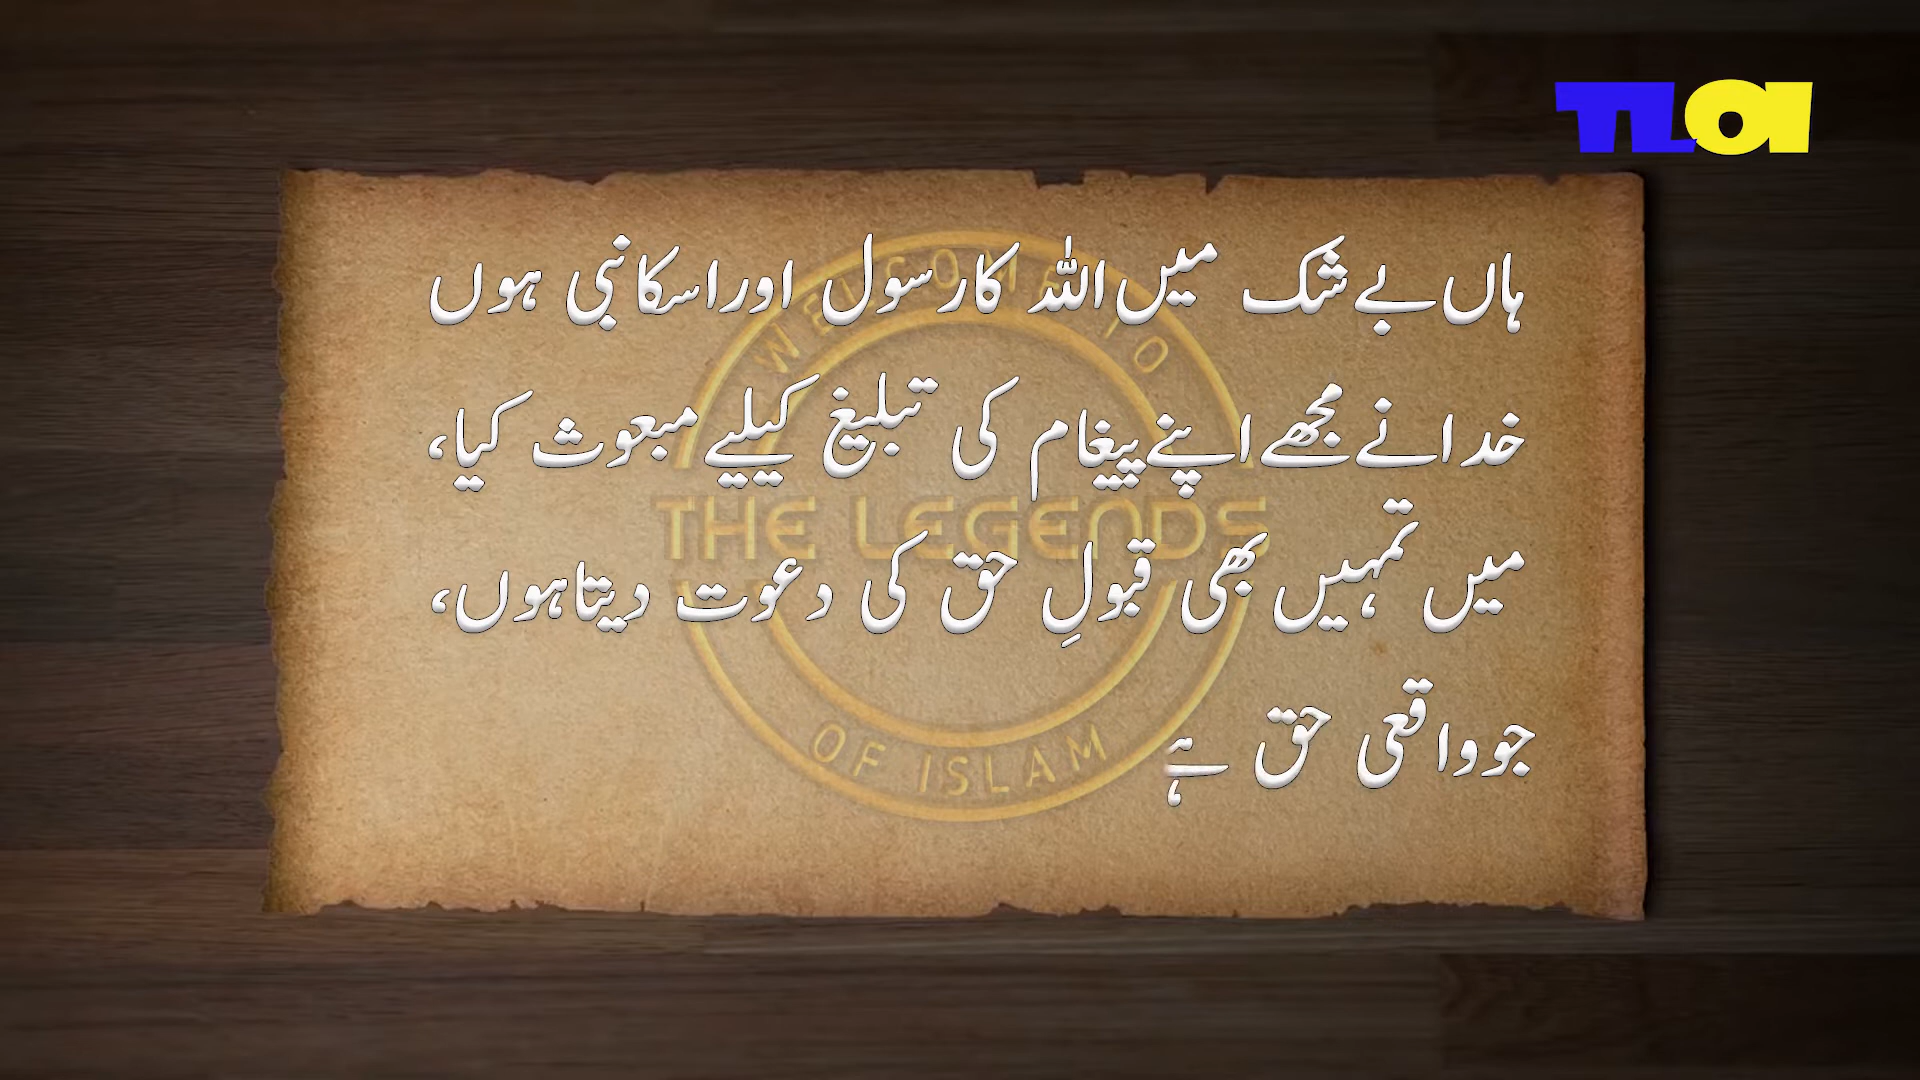 TLOI
ہاں بے شک میں اللہ کا رسول اور اسکا نبی ہوں
خدا نے مجھے اپنے پیغام کی تبلیغ کیلیے مبعوث کیا،
میں تمہیں بھی قبولِ حق کی دعوت دیتا ہوں،
جو واقعی حق ہے
WELCOME TO
THE LEGENDS
OF ISLAM